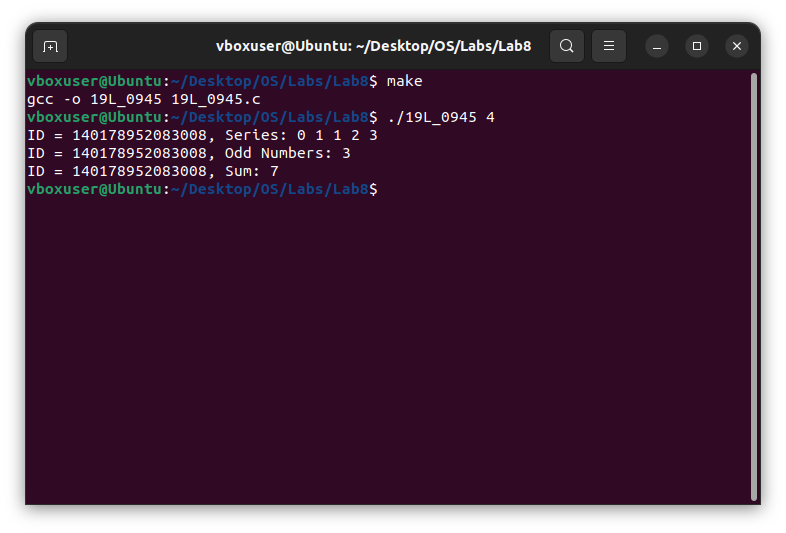 vboxuser@Ubuntu: ~/Desktop/OS/Labs/Lab8
vboxuser@Ubuntu:~/Desktop/OS/Labs/Lab8$ make
gcc -o 19L_0945 19L_0945.c
vboxuser@Ubuntu:~/Desktop/OS/Labs/Lab8$ ./19L_0945 4
ID = 140178952083008, Series: 0 1 1 2 3
ID = 140178952083008, Odd Numbers: 3
ID = 140178952083008, Sum: 7
vboxuser@Ubuntu:~/Desktop/OS/Labs/Lab8$